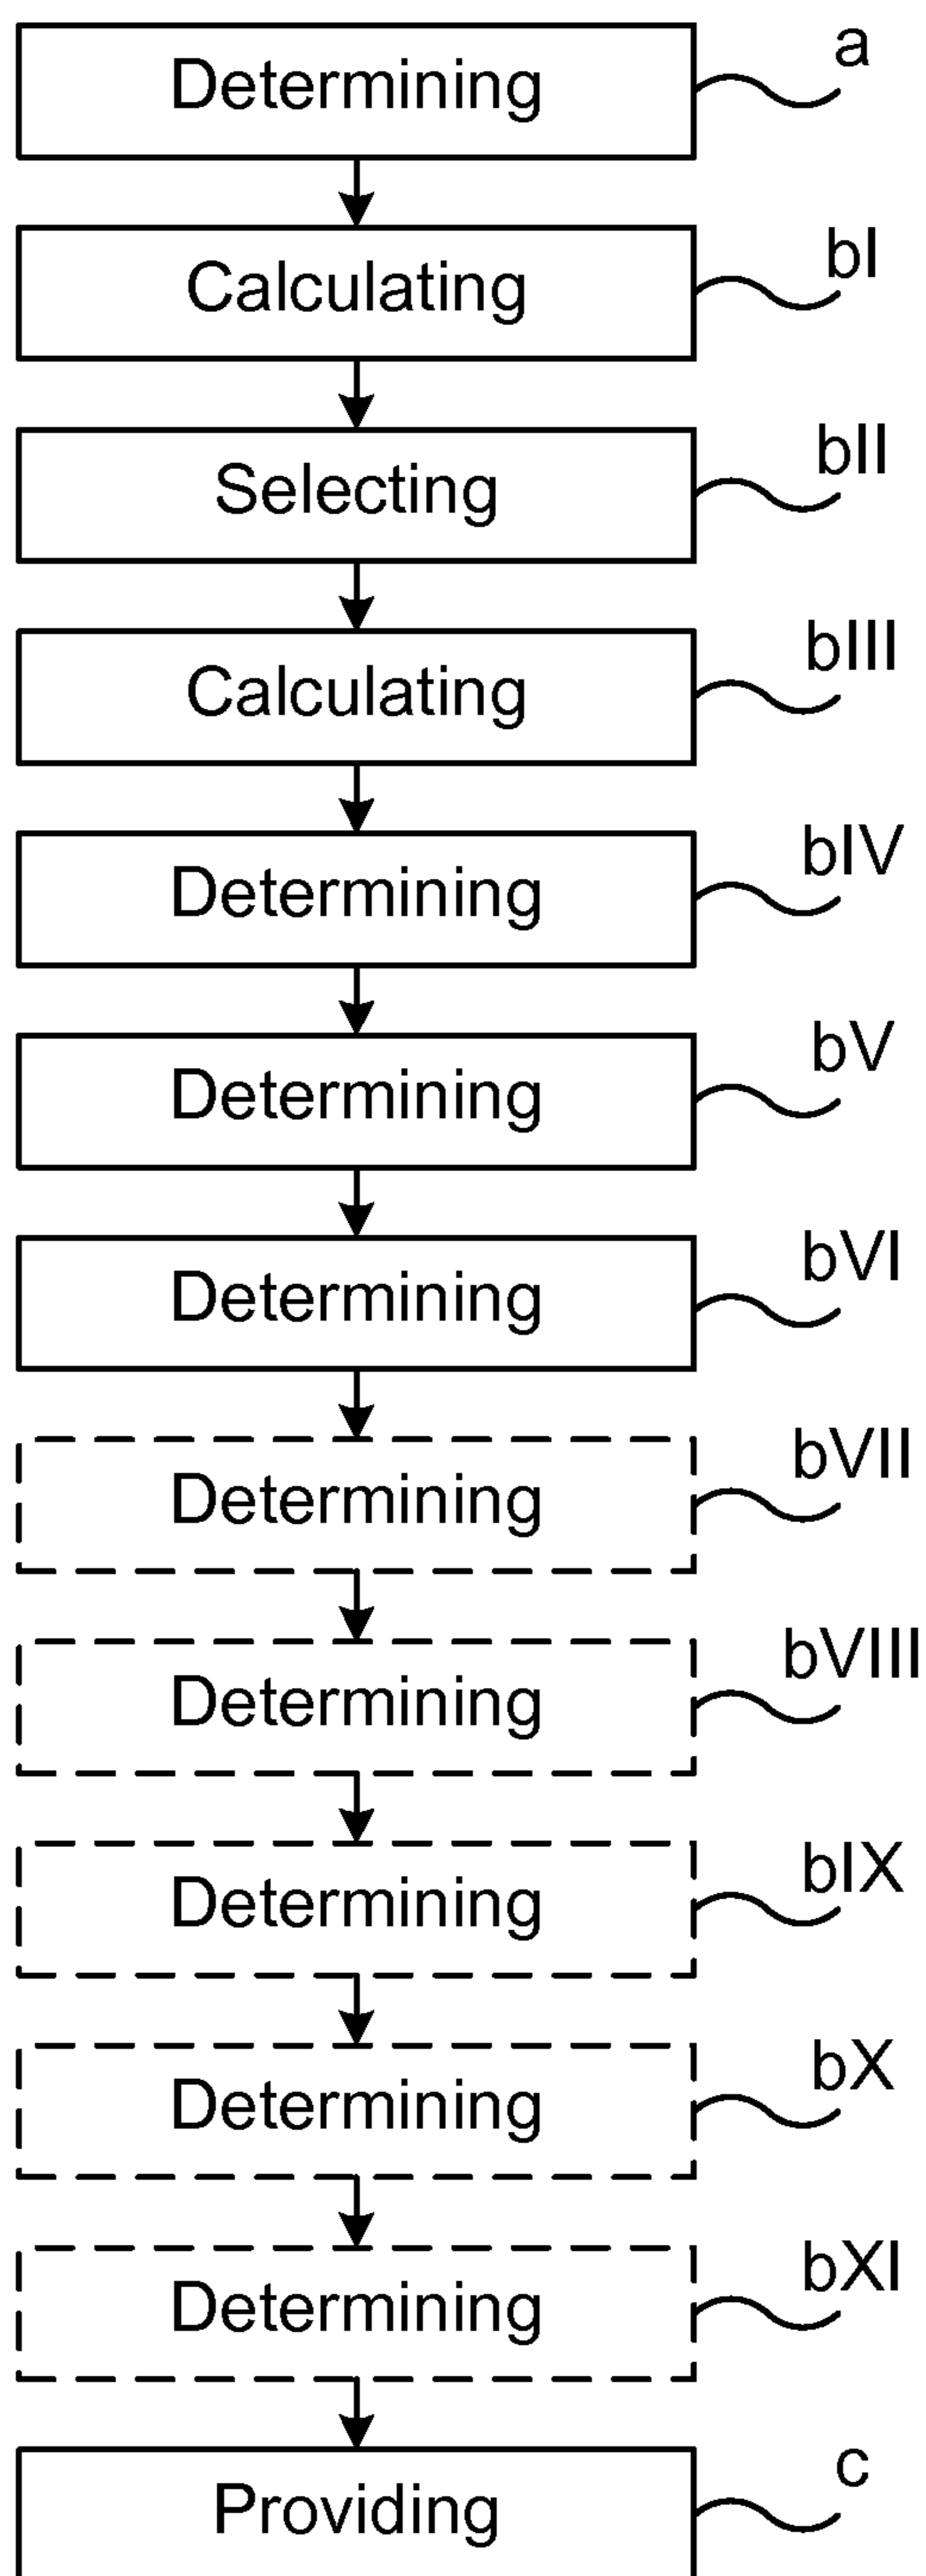 Determining
a
Calculating
bI
Selecting
bII
Calculating
bIII
Determining
bIV
Determining
bV
Determining
bVI
Determining
bVII
Determining
bVIII
Determining
bIX
Determining
bX
Determining
bXI
Providing
c